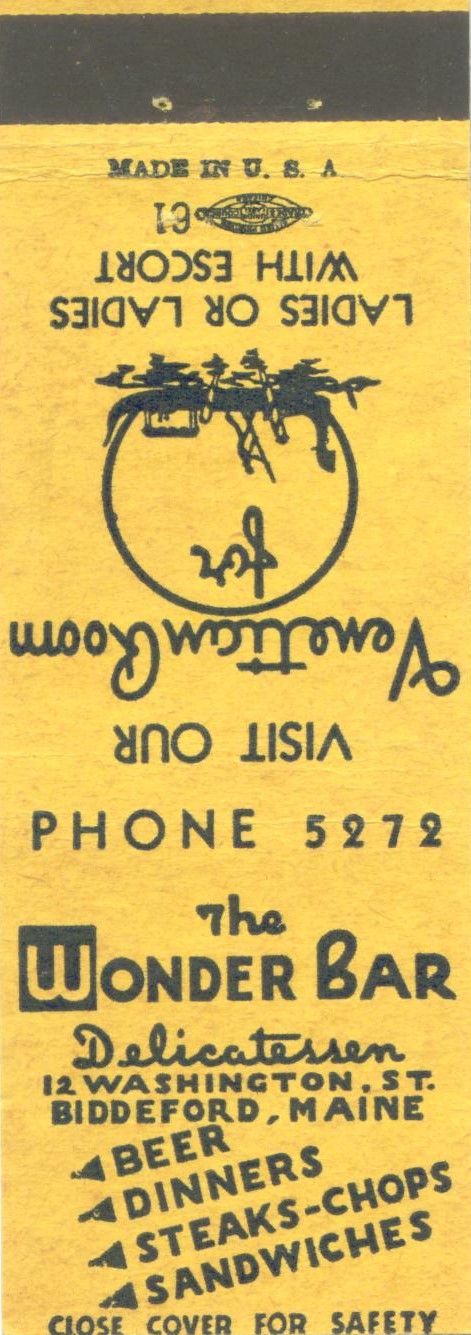 MADE IN U. S. A
VISIT OUR
Venetian Room
for
LADIES OR LADIES
WITH ESCORT
61
PHONE 5272
The
WONDER BAR
Delicatessen
12 WASHINGTON. ST.
BIDDEFORD, MAINE
BEER
DINNERS
STEAKS-CHOPS
SANDWICHES
CLOSE COVER FOR SAFETY